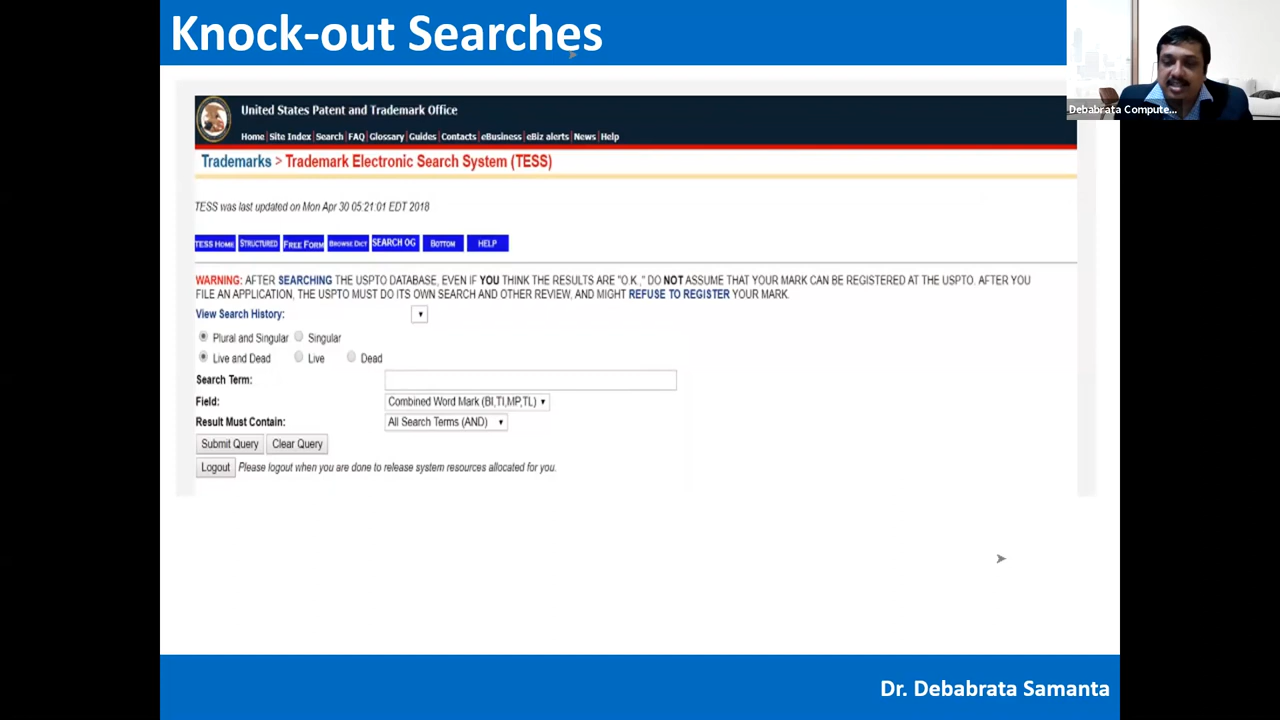 Knock-out Searches
Debabrata Compute...
United States Patent and Trademark Office
Home | Site Index | Search | FAQ | Glossary | Guides | Contacts | eBusiness | eBiz alerts | News | Help
Trademarks > Trademark Electronic Search System (TESS)
TESS was last updated on Mon Apr 30 05:21:01 EDT 2018
TESS HOME STRUCTURED FREE FORM BROWSE DICT SEARCH OG BOTTOM HELP
WARNING: AFTER SEARCHING THE USPTO DATABASE, EVEN IF YOU THINK THE RESULTS ARE "O.K.," DO NOT ASSUME THAT YOUR MARK CAN BE REGISTERED AT THE USPTO. AFTER YOU
FILE AN APPLICATION, THE USPTO MUST DO ITS OWN SEARCH AND OTHER REVIEW, AND MIGHT REFUSE TO REGISTER YOUR MARK.
View Search History:
Plural and Singular Singular
Live and Dead Live Dead
Search Term:
Field: Combined Word Mark (BI,TI,MP,TL)
Result Must Contain: All Search Terms (AND)
Submit Query Clear Query
Logout Please logout when you are done to release system resources allocated for you.
Dr. Debabrata Samanta